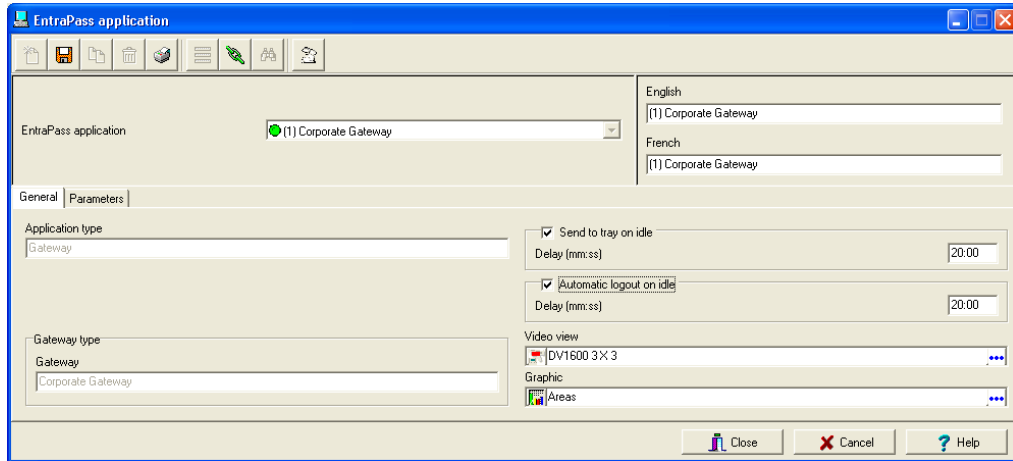 EntraPass application
English
(1) Corporate Gateway
EntraPass application
(1) Corporate Gateway
French
(1) Corporate Gateway
General Parameters
Application type
Gateway
Send to tray on idle
Delay (mm:ss) 20:00
Automatic logout on idle
Delay (mm:ss) 20:00
Gateway type
Gateway
Corporate Gateway
Video view
DV1600 3 X 3
Graphic
Areas
Close Cancel Help